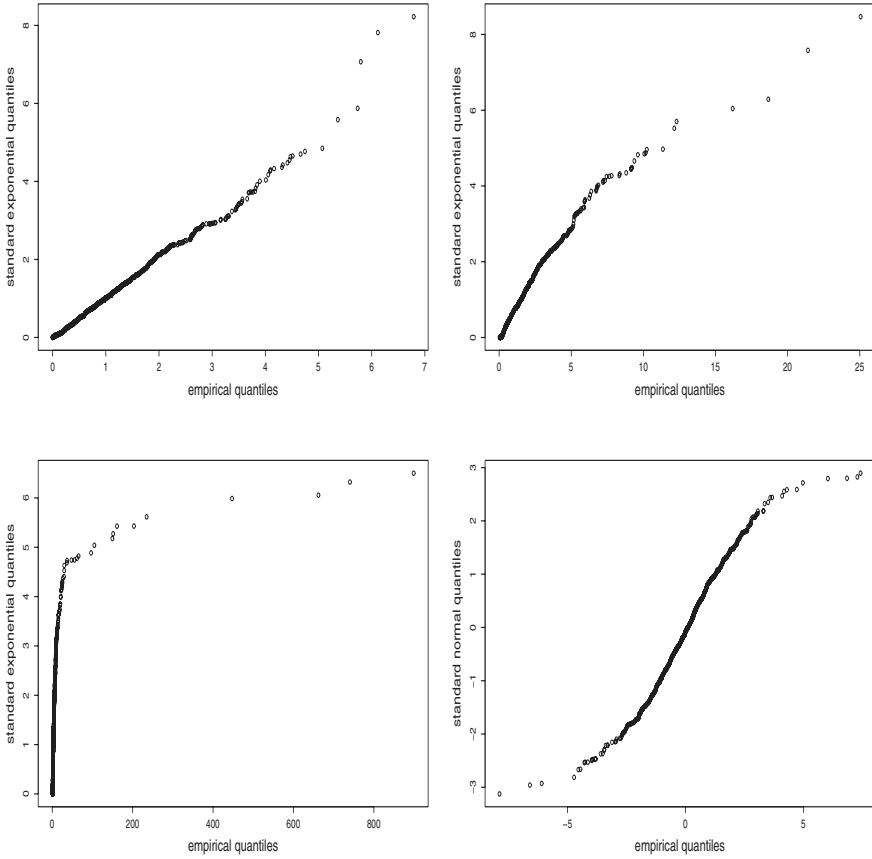 8
6
4
2
0
standard exponential quantiles
0 1 2 3 4 5 6 7
empirical quantiles
8
6
4
2
0
standard exponential quantiles
0 5 10 15 20 25
empirical quantiles
6
5
4
3
2
1
0
standard exponential quantiles
0 200 400 600 800
empirical quantiles
3
2
1
0
−1
−2
−3
standard normal quantiles
−5 0 5
empirical quantiles